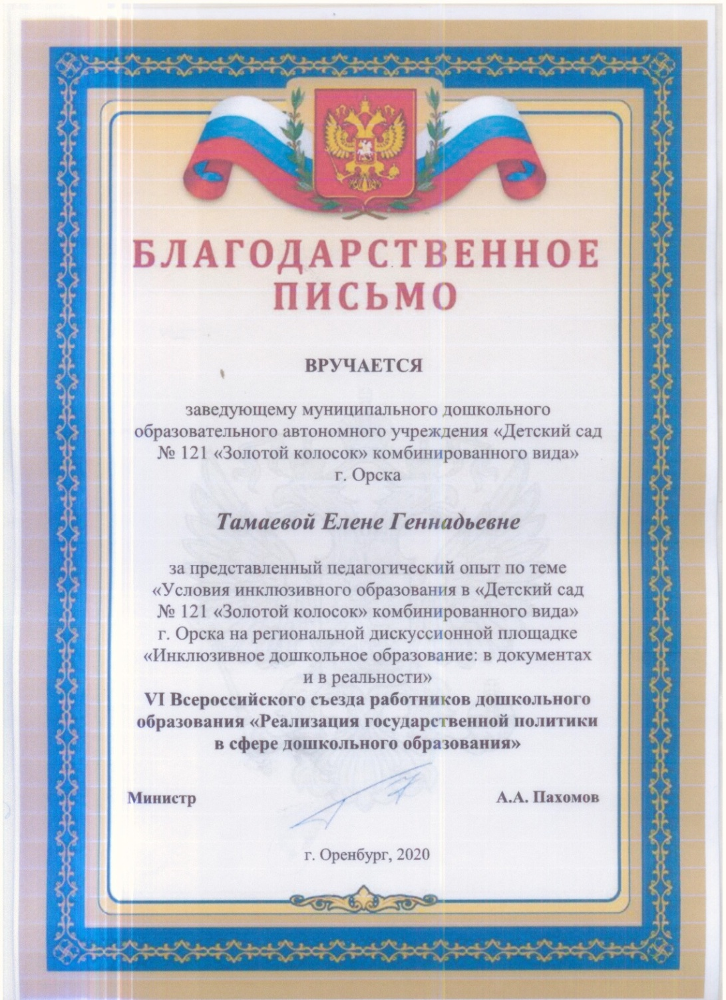 БЛАГОДАРСТВЕННОЕ
ПИСЬМО
ВРУЧАЕТСЯ
заведующему муниципального дошкольного
образовательного автономного учреждения «Детский сад
№ 121 «Золотой колосок» комбинированного вида»
г. Орска
Тамаевой Елене Геннадьевне
за представленный педагогический опыт по теме
«Условия инклюзивного образования в «Детский сад
№ 121 «Золотой колосок» комбинированного вида»
г. Орска на региональной дискуссионной площадке
«Инклюзивное дошкольное образование: в документах
и в реальности»
VI Всероссийского съезда работников дошкольного
образования «Реализация государственной политики
в сфере дошкольного образования»
Министр А.А. Пахомов
г. Оренбург, 2020